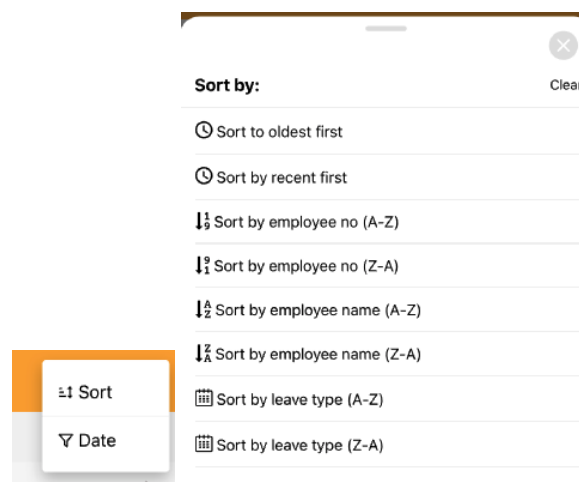 Sort
Date
Sort by:
Clear
Sort to oldest first
Sort by recent first
Sort by employee no (A-Z)
Sort by employee no (Z-A)
Sort by employee name (A-Z)
Sort by employee name (Z-A)
Sort by leave type (A-Z)
Sort by leave type (Z-A)